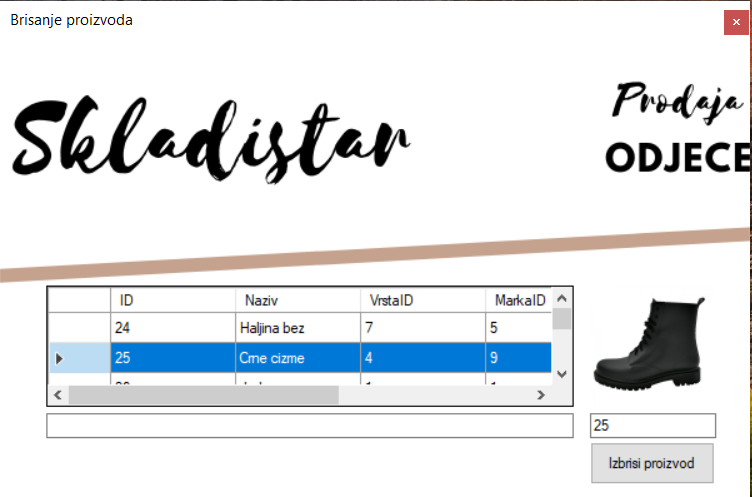 Brisanje proizvoda
Skladistar
Prodaja
ODJECE
ID Naziv VrstaID MarkaID
24 Haljina bez 7 5
25 Crne cizme 4 9
25
Izbrisi proizvod